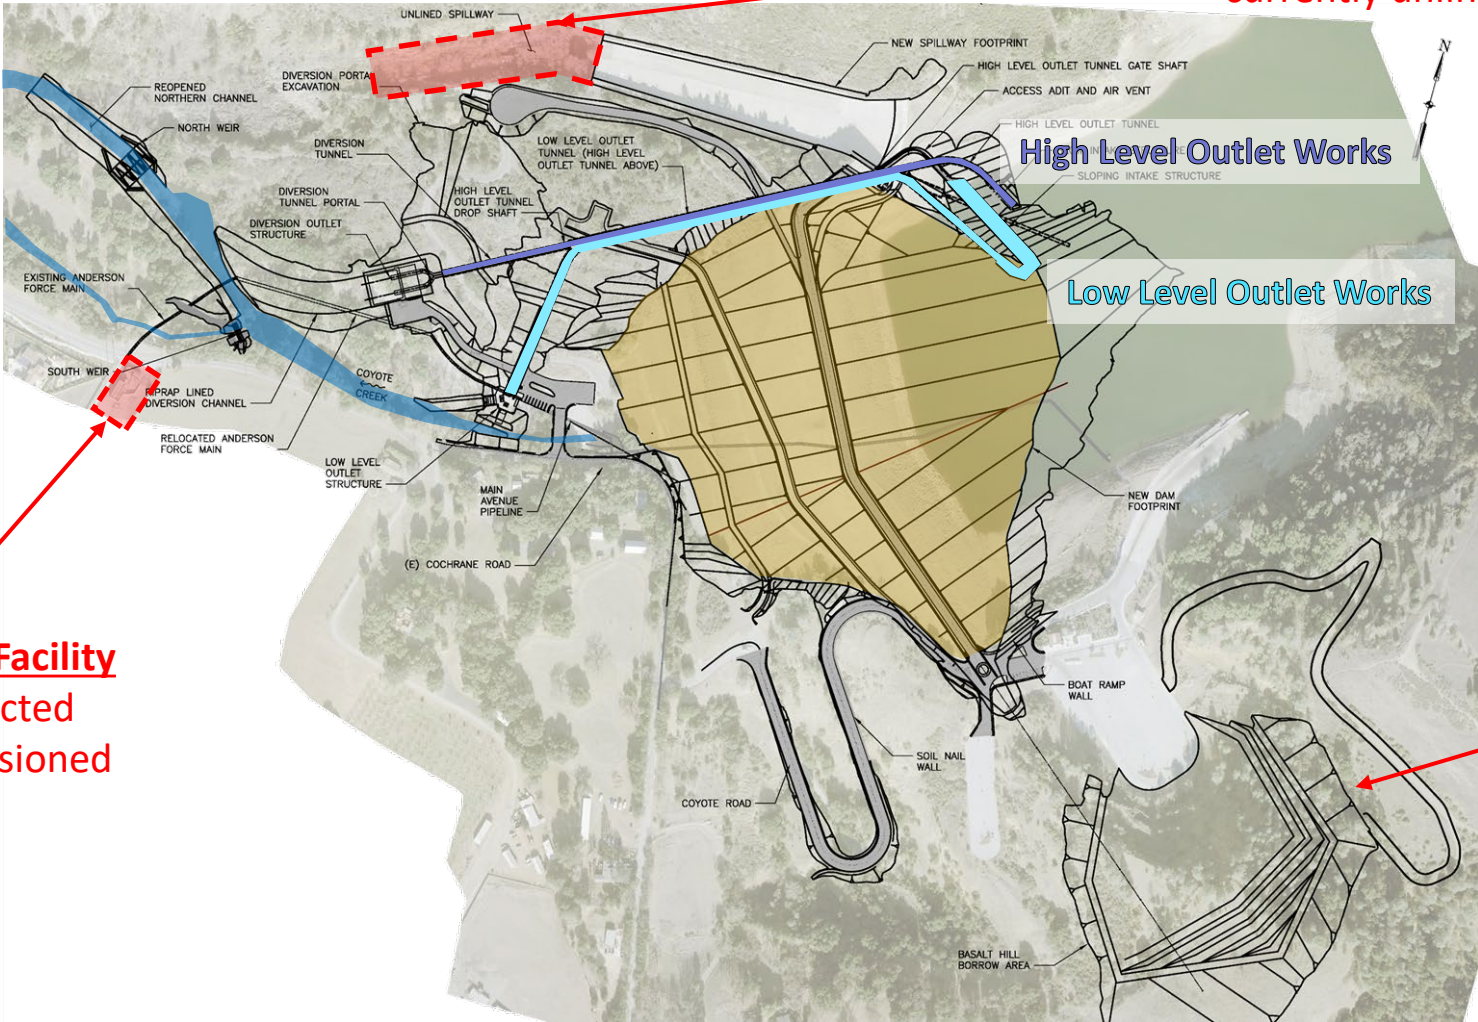 currently unlin
UNLINED SPILLWAY
N
NEW SPILLWAY FOOTPRINT
HIGH LEVEL OUTLET TUNNEL GATE SHAFT
DIVERSION PORTA
EXCAVATION
REOPENED
NORTHERN CHANNEL
ACCESS ADIT AND AIR VENT
NORTH WEIR
HIGH LEVEL OUTLET TUNNEL
DIVERSION
TUNNEL
LOW LEVEL OUTLET
TUNNEL (HIGH LEVEL
OUTLET TUNNEL ABOVE)
High Level Outlet Works
SLOPING INTAKE STRUCTURE
DIVERSION
TUNNEL PORTAL
HIGH LEVEL
OUTLET TUNNEL
DROP SHAFT
DIVERSION OUTLET
STRUCTURE
EXISTING ANDERSON
FORCE MAIN
Low Level Outlet Works
SOUTH WEIR
COYOTE
CREEK
RIPRAP LINED
DIVERSION CHANNEL
RELOCATED ANDERSON
FORCE MAIN
LOW LEVEL
OUTLET
STRUCTURE
MAIN
AVENUE
PIPELINE
NEW DAM
FOOTPRINT
(E) COCHRANE ROAD
Facility
cted
sioned
BOAT RAMP
WALL
SOIL NAIL
WALL
COYOTE ROAD
BASALT HILL
BORROW AREA